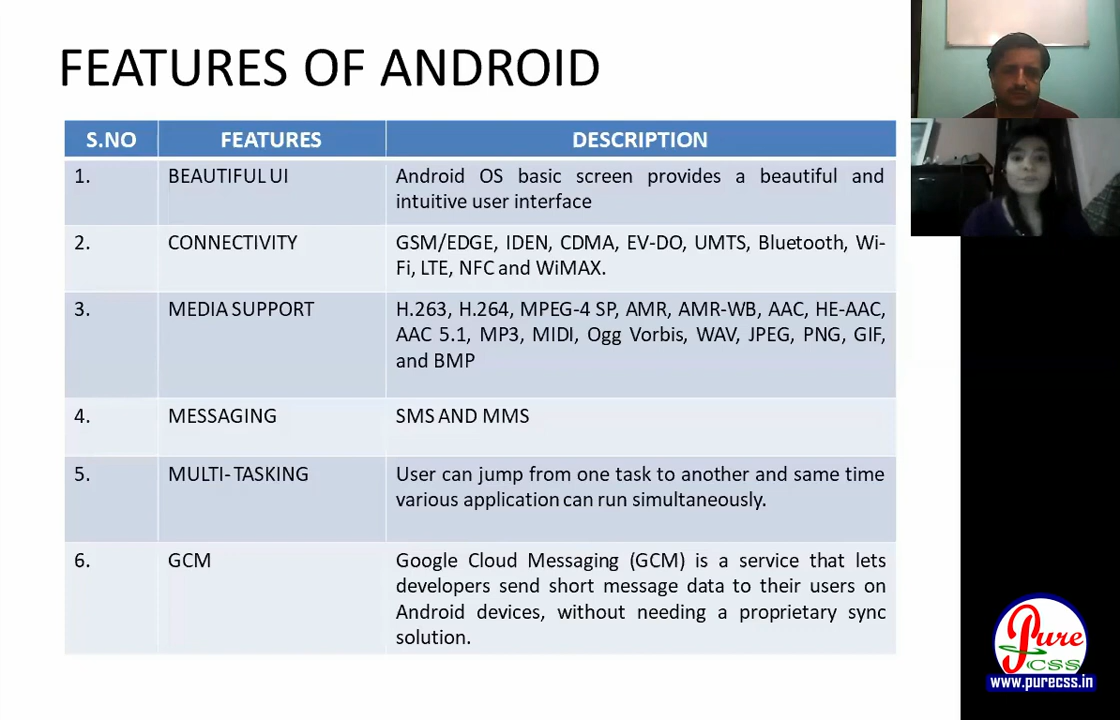 FEATURES OF ANDROID
S.NO FEATURES DESCRIPTION
1. BEAUTIFUL UI Android OS basic screen provides a beautiful and
intuitive user interface
2. CONNECTIVITY GSM/EDGE, IDEN, CDMA, EV-DO, UMTS, Bluetooth, Wi-
Fi, LTE, NFC and WiMAX.
3. MEDIA SUPPORT H.263, H.264, MPEG-4 SP, AMR, AMR-WB, AAC, HE-AAC,
AAC 5.1, MP3, MIDI, Ogg Vorbis, WAV, JPEG, PNG, GIF,
and BMP
4. MESSAGING SMS AND MMS
5. MULTI- TASKING User can jump from one task to another and same time
various application can run simultaneously.
6. GCM Google Cloud Messaging (GCM) is a service that lets
developers send short message data to their users on
Android devices, without needing a proprietary sync
solution.
Pure
CSS
www.purecss.in